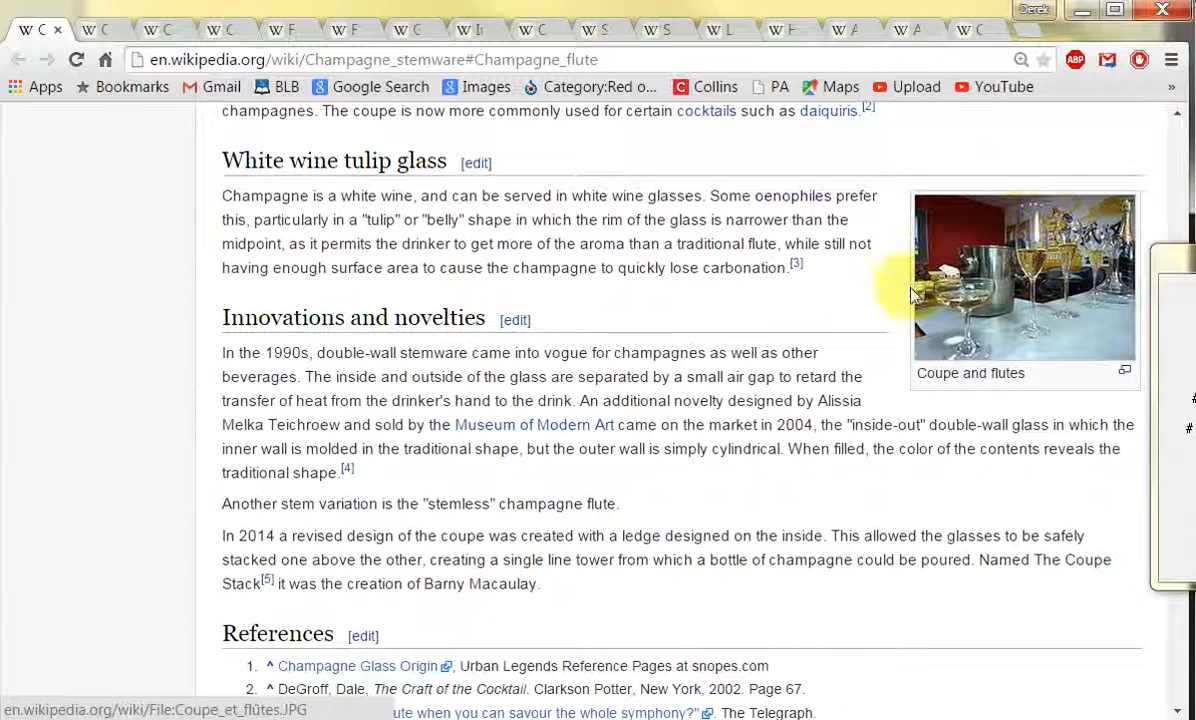 Derek
W C
W C
W C
W C
W F
W F
W C
W I
W C
W S
W S
W L
W F
W A
W A
W C
en.wikipedia.org/wiki/Champagne_stemware#Champagne_flute
ABP
Apps Bookmarks Gmail BLB Google Search Images Category:Red o... Collins PA Maps Upload YouTube »
champagnes. The coupe is now more commonly used for certain cocktails such as daiquiris.[2]
White wine tulip glass [edit]
Champagne is a white wine, and can be served in white wine glasses. Some oenophiles prefer
this, particularly in a "tulip" or "belly" shape in which the rim of the glass is narrower than the
midpoint, as it permits the drinker to get more of the aroma than a traditional flute, while still not
having enough surface area to cause the champagne to quickly lose carbonation.[3]
Coupe and flutes
Innovations and novelties [edit]
In the 1990s, double-wall stemware came into vogue for champagnes as well as other
beverages. The inside and outside of the glass are separated by a small air gap to retard the
transfer of heat from the drinker's hand to the drink. An additional novelty designed by Alissia
Melka Teichroew and sold by the Museum of Modern Art came on the market in 2004, the "inside-out" double-wall glass in which the
inner wall is molded in the traditional shape, but the outer wall is simply cylindrical. When filled, the color of the contents reveals the
traditional shape.[4]
Another stem variation is the "stemless" champagne flute.
In 2014 a revised design of the coupe was created with a ledge designed on the inside. This allowed the glasses to be safely
stacked one above the other, creating a single line tower from which a bottle of champagne could be poured. Named The Coupe
Stack[5] it was the creation of Barny Macaulay.
References [edit]
1. ^ Champagne Glass Origin, Urban Legends Reference Pages at snopes.com
2. ^ DeGroff, Dale, The Craft of the Cocktail. Clarkson Potter, New York, 2002. Page 67.
ute when you can savour the whole symphony?". The Telegraph.
en.wikipedia.org/wiki/File:Coupe_et_flûtes.JPG
#
#